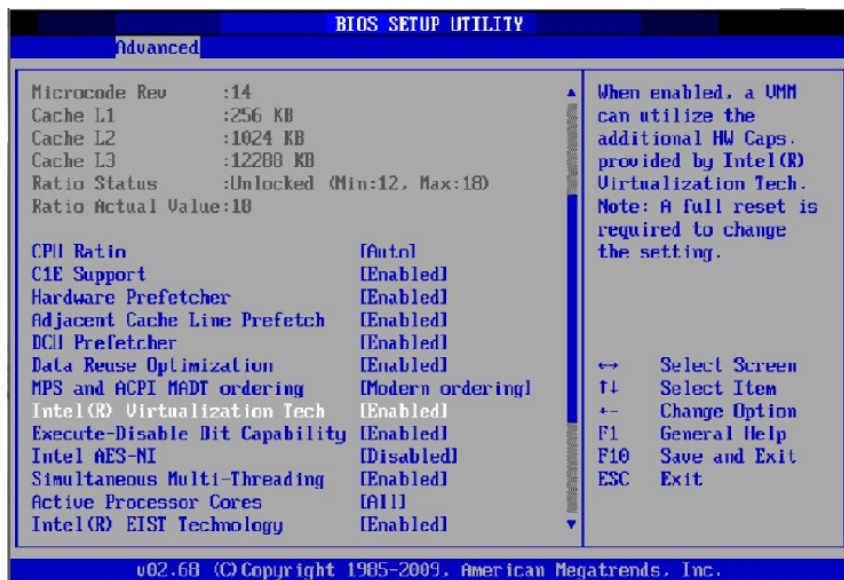 BIOS SETUP UTILITY
Advanced
Microcode Rev :14
Cache L1 :256 KB
Cache L2 :1024 KB
Cache L3 :12288 KB
Ratio Status :Unlocked (Min:12, Max:18)
Ratio Actual Value:18
CPU Ratio [Auto]
C1E Support [Enabled]
Hardware Prefetcher [Enabled]
Adjacent Cache Line Prefetch [Enabled]
DCU Prefetcher [Enabled]
Data Reuse Optimization [Enabled]
MPS and ACPI MADT ordering [Modern ordering]
Intel(R) Virtualization Tech [Enabled]
Execute-Disable Bit Capability [Enabled]
Intel AES-NI [Disabled]
Simultaneous Multi-Threading [Enabled]
Active Processor Cores [All]
Intel(R) EIST Technology [Enabled]
When enabled, a VMM
can utilize the
additional HW Caps.
provided by Intel(R)
Virtualization Tech.
Note: A full reset is
required to change
the setting.
↔ Select Screen
↑↓ Select Item
+- Change Option
F1 General Help
F10 Save and Exit
ESC Exit
v02.68 (C)Copyright 1985-2009, American Megatrends, Inc.